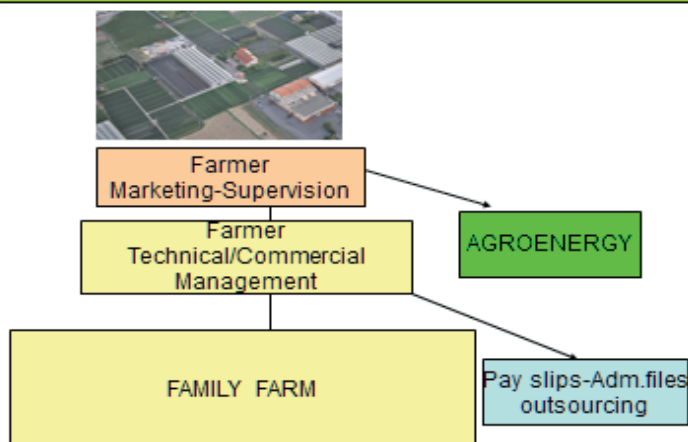 Farmer
Marketing-Supervision
Farmer
Technical/Commercial
Management
AGROENERGY
FAMILY FARM
Pay slips-Adm.files
outsourcing